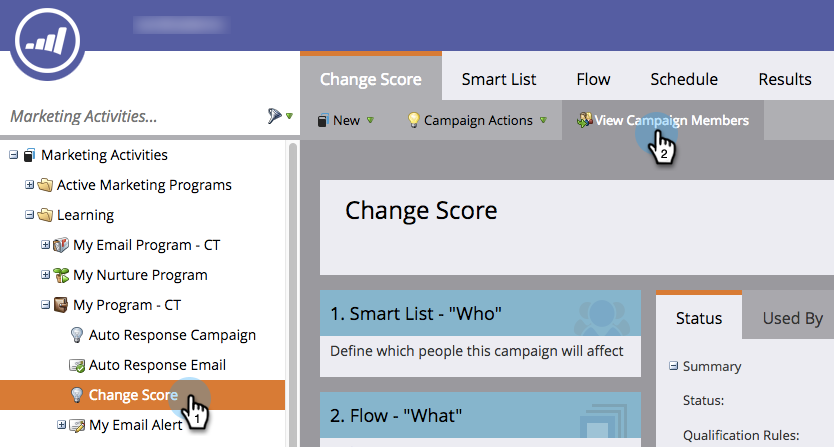 Change Score
Smart List
Flow
Schedule
Results
Marketing Activities...
New
Campaign Actions
View Campaign Members
2
Marketing Activities
Active Marketing Programs
Learning
My Email Program - CT
My Nurture Program
My Program - CT
Auto Response Campaign
Auto Response Email
Change Score
1
My Email Alert
Change Score
1. Smart List - "Who"
Define which people this campaign will affect
2. Flow - "What"
Status
Used By
Summary
Status:
Qualification Rules: